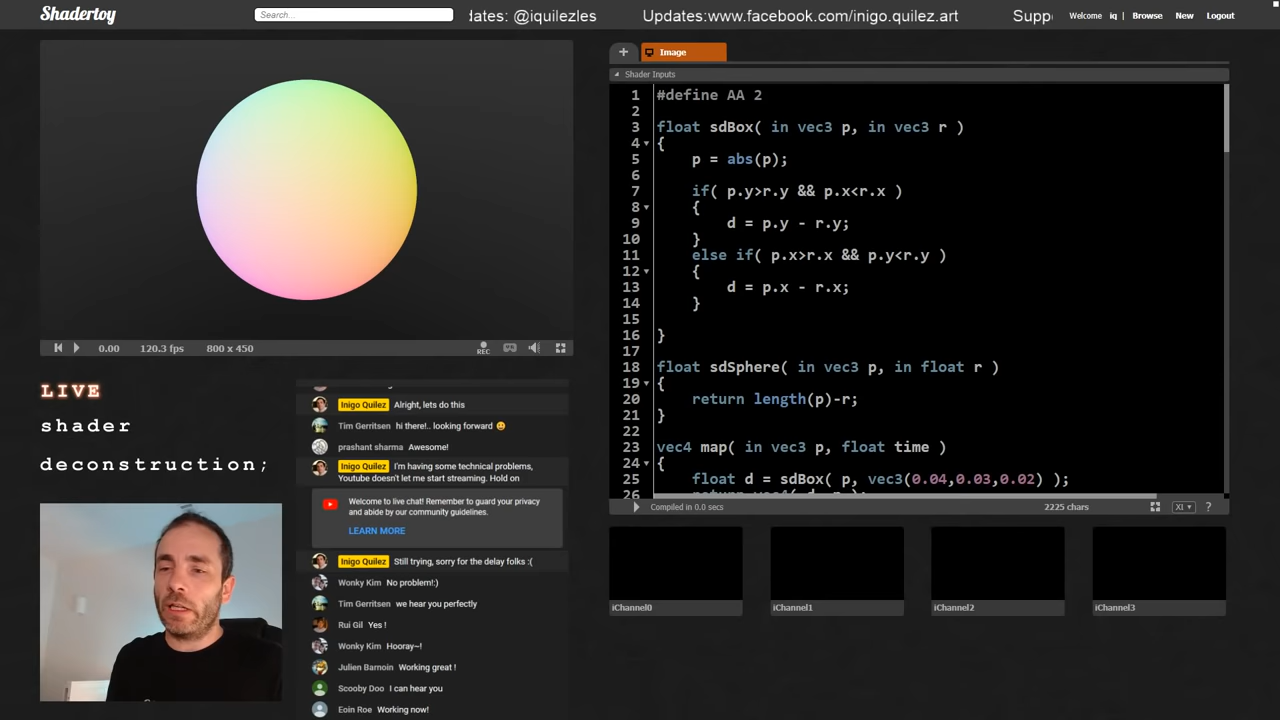 Shadertoy
Search...
dates: @iquilezles
Updates:www.facebook.com/inigo.quilez.art
Supp
Welcome iq | Browse New Logout
+ Image
Shader Inputs
1 #define AA 2
2
3 float sdBox( in vec3 p, in vec3 r )
4 {
5 p = abs(p);
6
7 if( p.y>r.y && p.x<r.x )
8 {
9 d = p.y - r.y;
10 }
11 else if( p.x>r.x && p.y<r.y )
12 {
13 d = p.x - r.x;
14 }
15
16 }
17
18 float sdSphere( in vec3 p, in float r )
19 {
20 return length(p)-r;
21 }
22
23 vec4 map( in vec3 p, float time )
24 {
25 float d = sdBox( p, vec3(0.04,0.03,0.02) );
26
Compiled in 0.0 secs
2225 chars
XI
?
0.00 120.3 fps 800 x 450
REC
LIVE
shader
deconstruction;
Inigo Quilez Alright, lets do this
Tim Gerritsen hi there!.. looking forward
prashant sharma Awesome!
Inigo Quilez I'm having some technical problems,
Youtube doesn't let me start streaming. Hold on
Welcome to live chat! Remember to guard your privacy
and abide by our community guidelines.
LEARN MORE
Inigo Quilez Still trying, sorry for the delay folks :(
Wonky Kim No problem!:)
Tim Gerritsen we hear you perfectly
Rui Gil Yes !
Wonky Kim Hooray~!
Julien Barnoin Working great !
Scooby Doo I can hear you
Eoin Roe Working now!
iChannel0
iChannel1
iChannel2
iChannel3